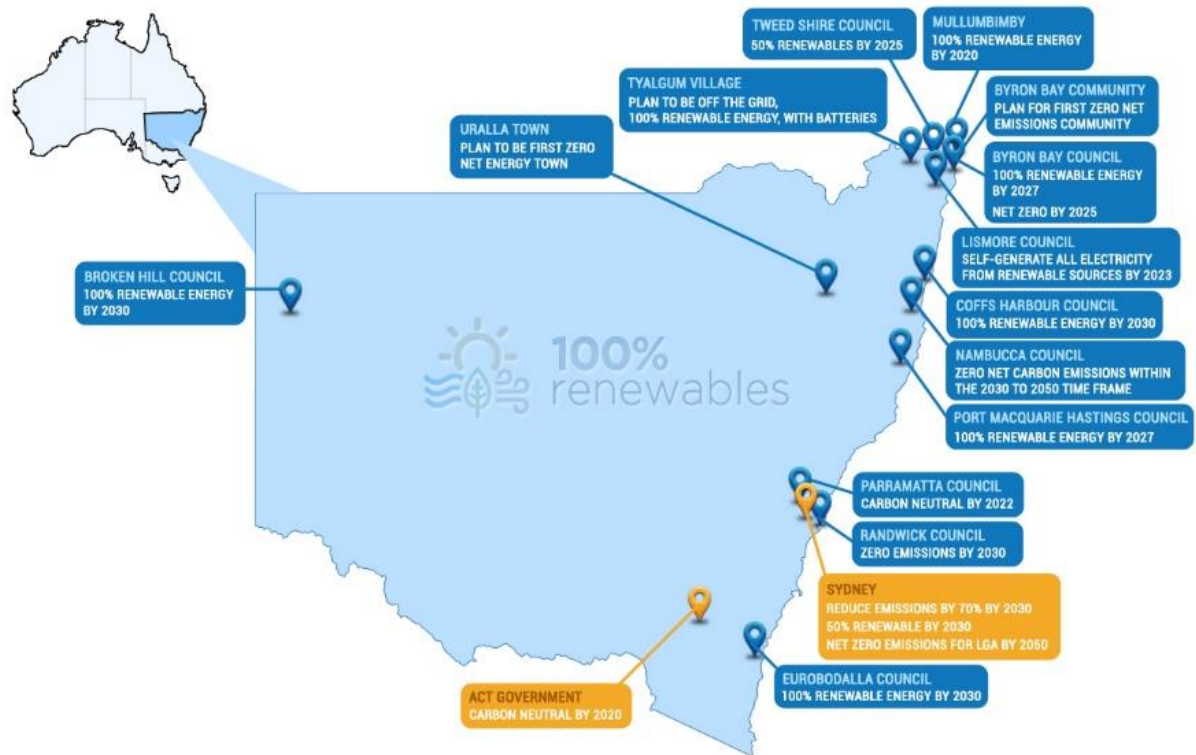 TWEED SHIRE COUNCIL
50% RENEWABLES BY 2025
MULLUMBIMBY
100% RENEWABLE ENERGY
BY 2020
TYALGUM VILLAGE
PLAN TO BE OFF THE GRID,
100% RENEWABLE ENERGY, WITH BATTERIES
BYRON BAY COMMUNITY
PLAN FOR FIRST ZERO NET
EMISSIONS COMMUNITY
URALLA TOWN
PLAN TO BE FIRST ZERO
NET ENERGY TOWN
BYRON BAY COUNCIL
100% RENEWABLE ENERGY
BY 2027
NET ZERO BY 2025
LISMORE COUNCIL
SELF-GENERATE ALL ELECTRICITY
FROM RENEWABLE SOURCES BY 2023
BROKEN HILL COUNCIL
100% RENEWABLE ENERGY
BY 2030
COFFS HARBOUR COUNCIL
100% RENEWABLE ENERGY BY 2030
100%
renewables
NAMBUCCA COUNCIL
ZERO NET CARBON EMISSIONS WITHIN
THE 2030 TO 2050 TIME FRAME
PORT MACQUARIE HASTINGS COUNCIL
100% RENEWABLE ENERGY BY 2027
PARRAMATTA COUNCIL
CARBON NEUTRAL BY 2022
RANDWICK COUNCIL
ZERO EMISSIONS BY 2030
SYDNEY
REDUCE EMISSIONS BY 70% BY 2030
50% RENEWABLE BY 2030
NET ZERO EMISSIONS FOR LGA BY 2050
EUROBODALLA COUNCIL
100% RENEWABLE ENERGY BY 2030
ACT GOVERNMENT
CARBON NEUTRAL BY 2020